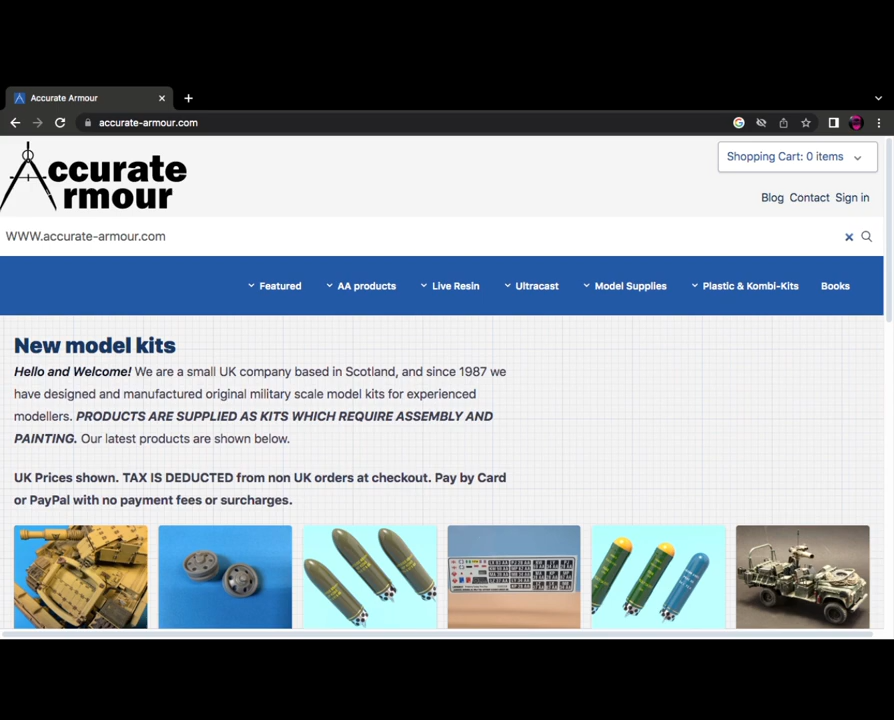 Accurate Armour
accurate-armour.com
Accurate
Armour
Shopping Cart: 0 items
Blog Contact Sign in
WWW.accurate-armour.com
Featured AA products Live Resin Ultracast Model Supplies Plastic & Kombi-Kits Books
New model kits
Hello and Welcome! We are a small UK company based in Scotland, and since 1987 we
have designed and manufactured original military scale model kits for experienced
modellers. PRODUCTS ARE SUPPLIED AS KITS WHICH REQUIRE ASSEMBLY AND
PAINTING. Our latest products are shown below.
UK Prices shown. TAX IS DEDUCTED from non UK orders at checkout. Pay by Card
or PayPal with no payment fees or surcharges.